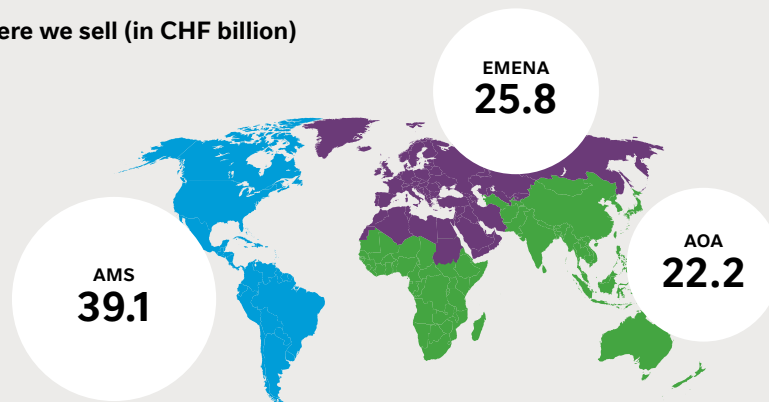 ere we sell (in CHF billion)
EMENA
25.8
AOA
22.2
AMS
39.1